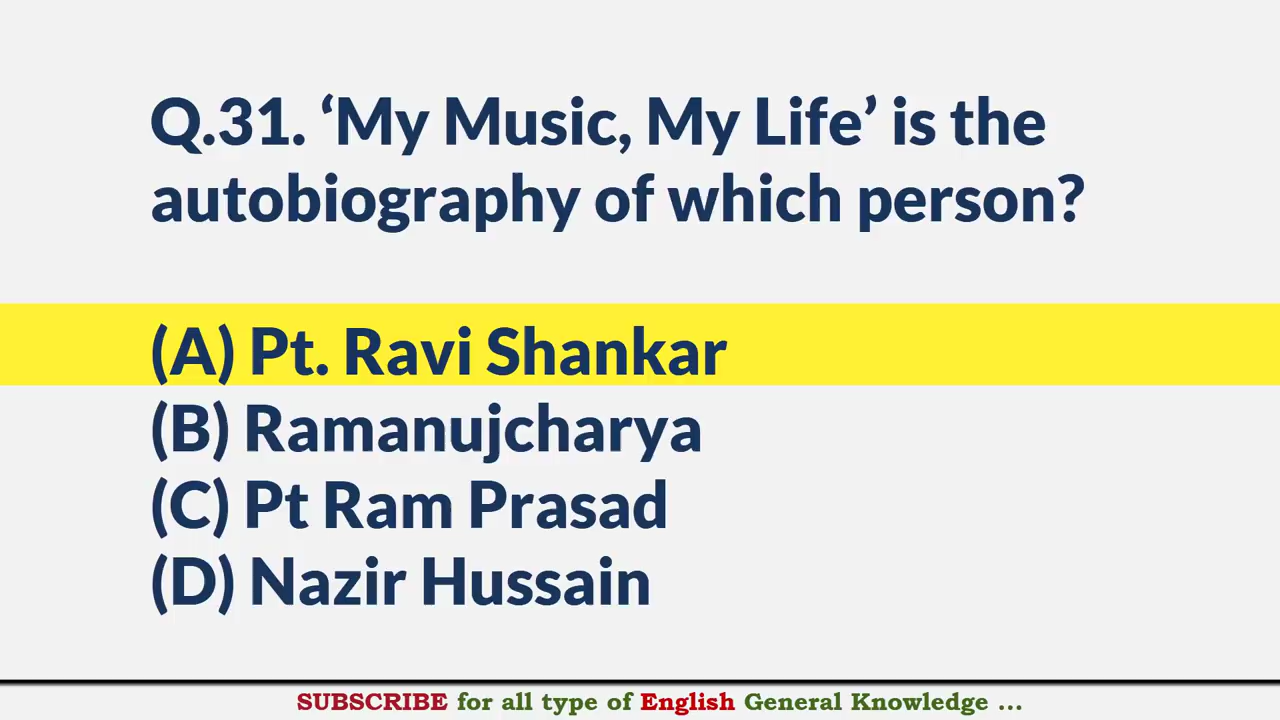 Q.31. ‘My Music, My Life’ is the
autobiography of which person?
(A) Pt. Ravi Shankar
(B) Ramanujcharya
(C) Pt Ram Prasad
(D) Nazir Hussain
SUBSCRIBE for all type of English General Knowledge ...